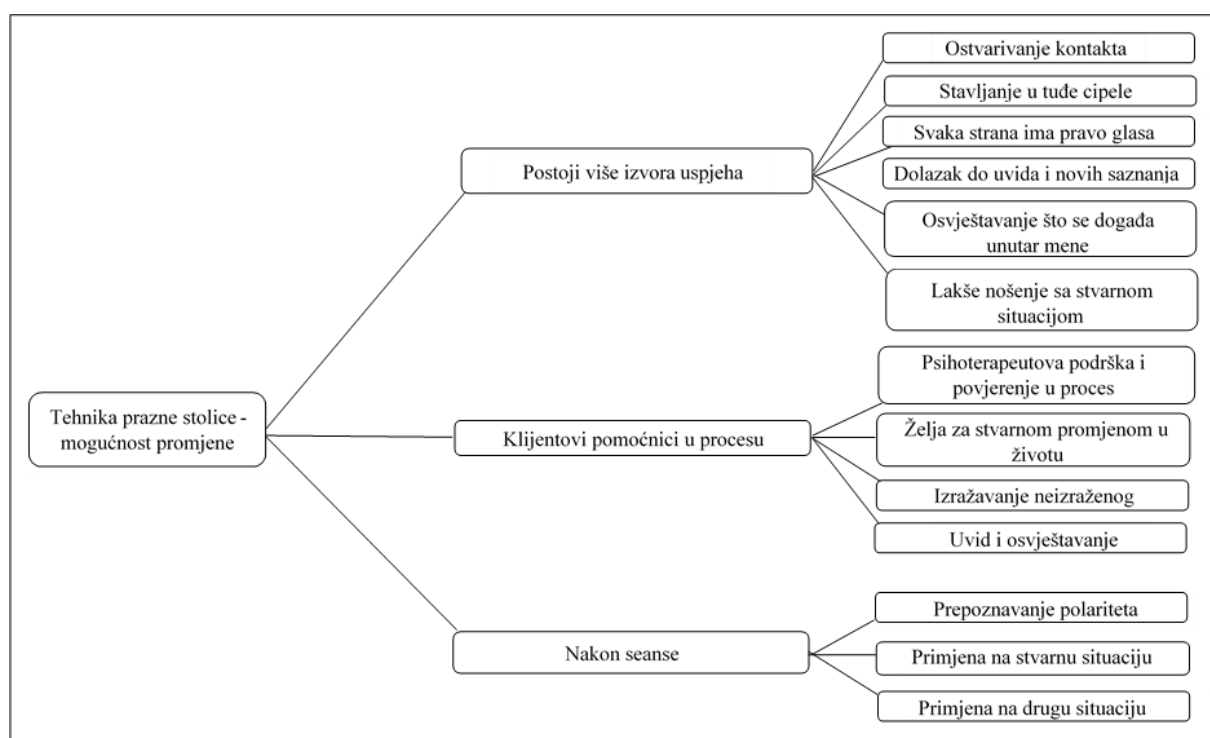 Tehnika prazne stolice -
mogućnost promjene
Postoji više izvora uspjeha
Ostvarivanje kontakta
Stavljanje u tuđe cipele
Svaka strana ima pravo glasa
Dolazak do uvida i novih saznanja
Osvještavanje što se događa
unutar mene
Lakše nošenje sa stvarnom
situacijom
Klijentovi pomoćnici u procesu
Psihoterapeutova podrška i
povjerenje u proces
Želja za stvarnom promjenom u
životu
Izražavanje neizraženog
Uvid i osvještavanje
Nakon seanse
Prepoznavanje polariteta
Primjena na stvarnu situaciju
Primjena na drugu situaciju